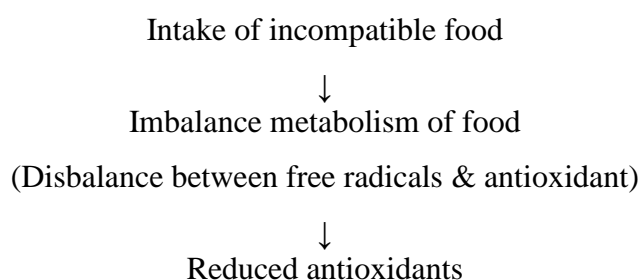 Intake of incompatible food
↓
Imbalance metabolism of food
(Disbalance between free radicals & antioxidant)
↓
Reduced antioxidants